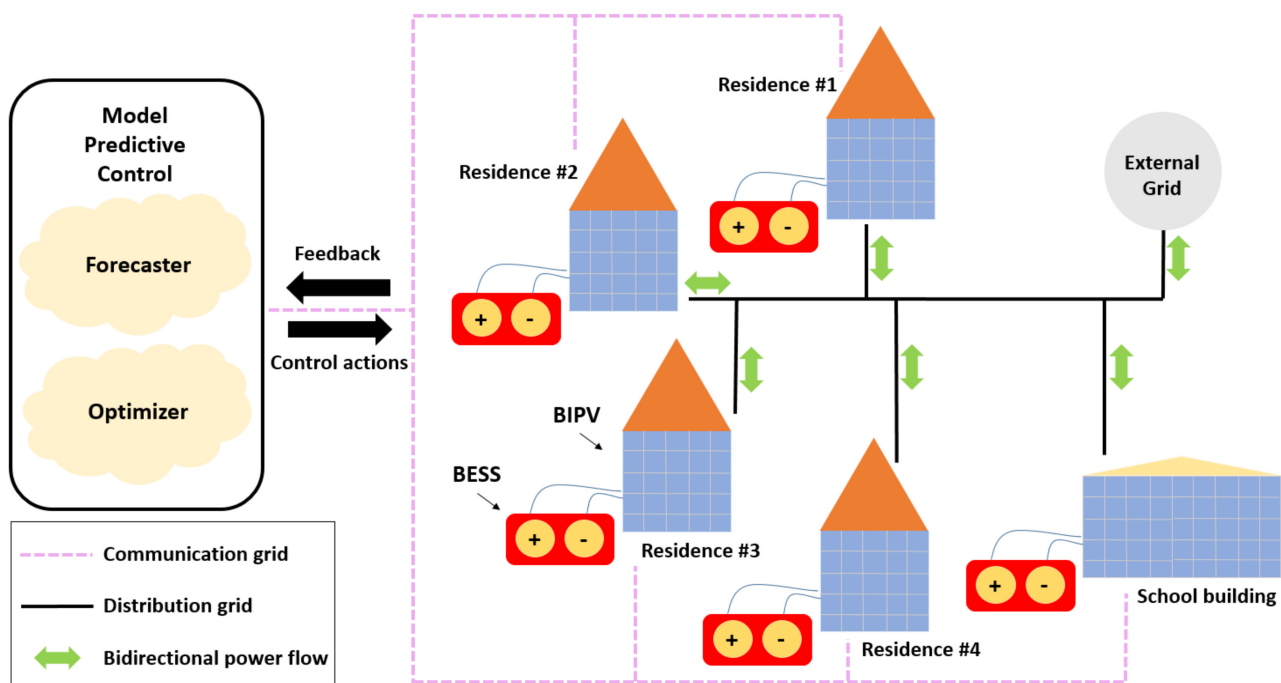 Model
Predictive
Control
Forecaster
Optimizer
Feedback
Control actions
Residence #1
Residence #2
External
Grid
+ -
+ -
BIPV
BESS
+ -
Residence #3
+ -
Residence #4
+ -
School building
Communication grid
Distribution grid
Bidirectional power flow